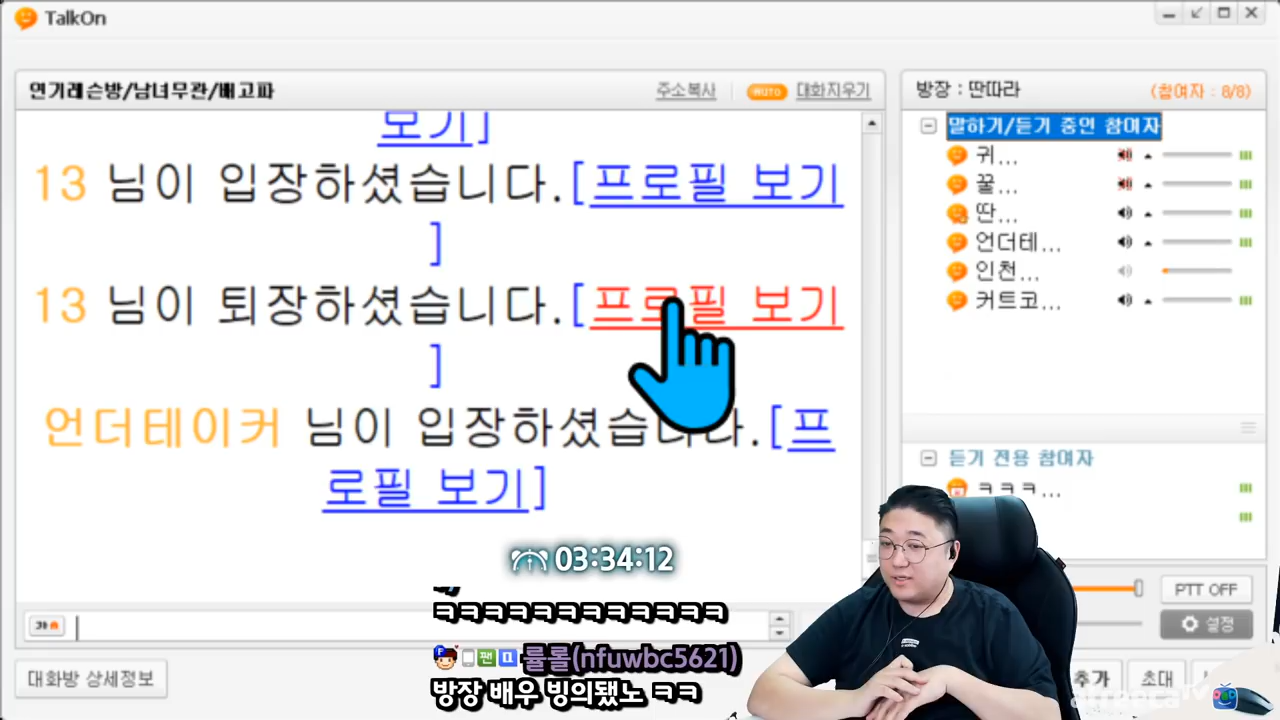 TalkOn
연기레슨방/남녀무관/배고파
주소복사
AUTO
대화지우기
방장 : 딴따라
(참여자 : 8/8)
보기]
13 님이 입장하셨습니다.[프로필 보기
]
13 님이 퇴장하셨습니다.[프로필 보기
]
언더테이커 님이 입장하셨습니다.[프
로필 보기]
말하기/듣기 중인 참여자
귀...
꿀...
딴...
언더테...
인천...
커트코...
듣기 전용 참여자
ㅋㅋㅋ...
03:34:12
ㅋㅋㅋㅋㅋㅋㅋㅋㅋㅋㅋㅋ
팬 률롤(nfuwbc5621)
방장 배우 빙의됐노 ㅋㅋ
PTT OFF
설정
대화방 상세정보
추가
초대